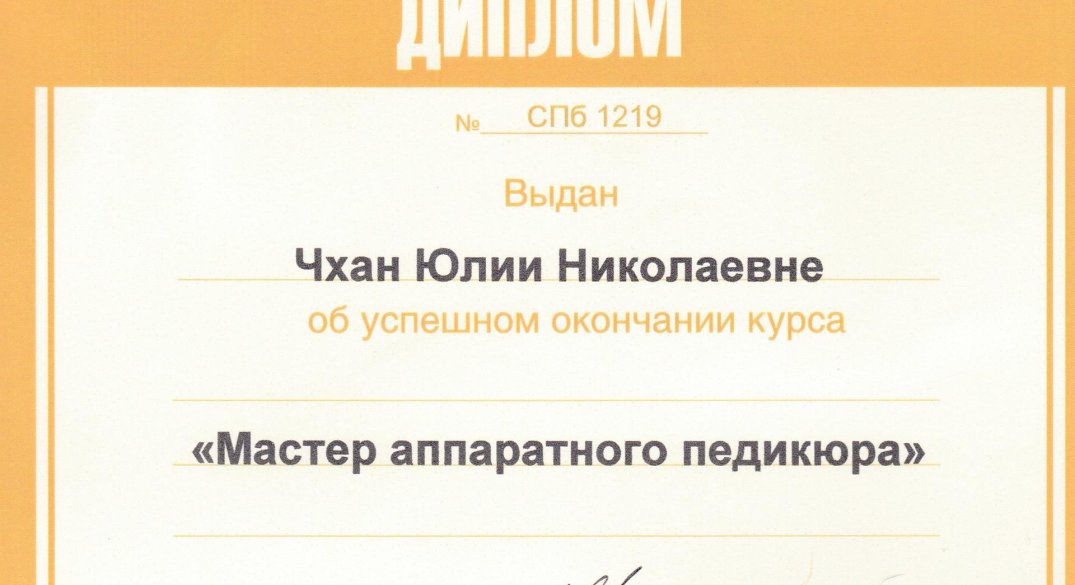 ДИПЛОМ
№ СПб 1219
Выдан
Чхан Юлии Николаевне
об успешном окончании курса
«Мастер аппаратного педикюра»